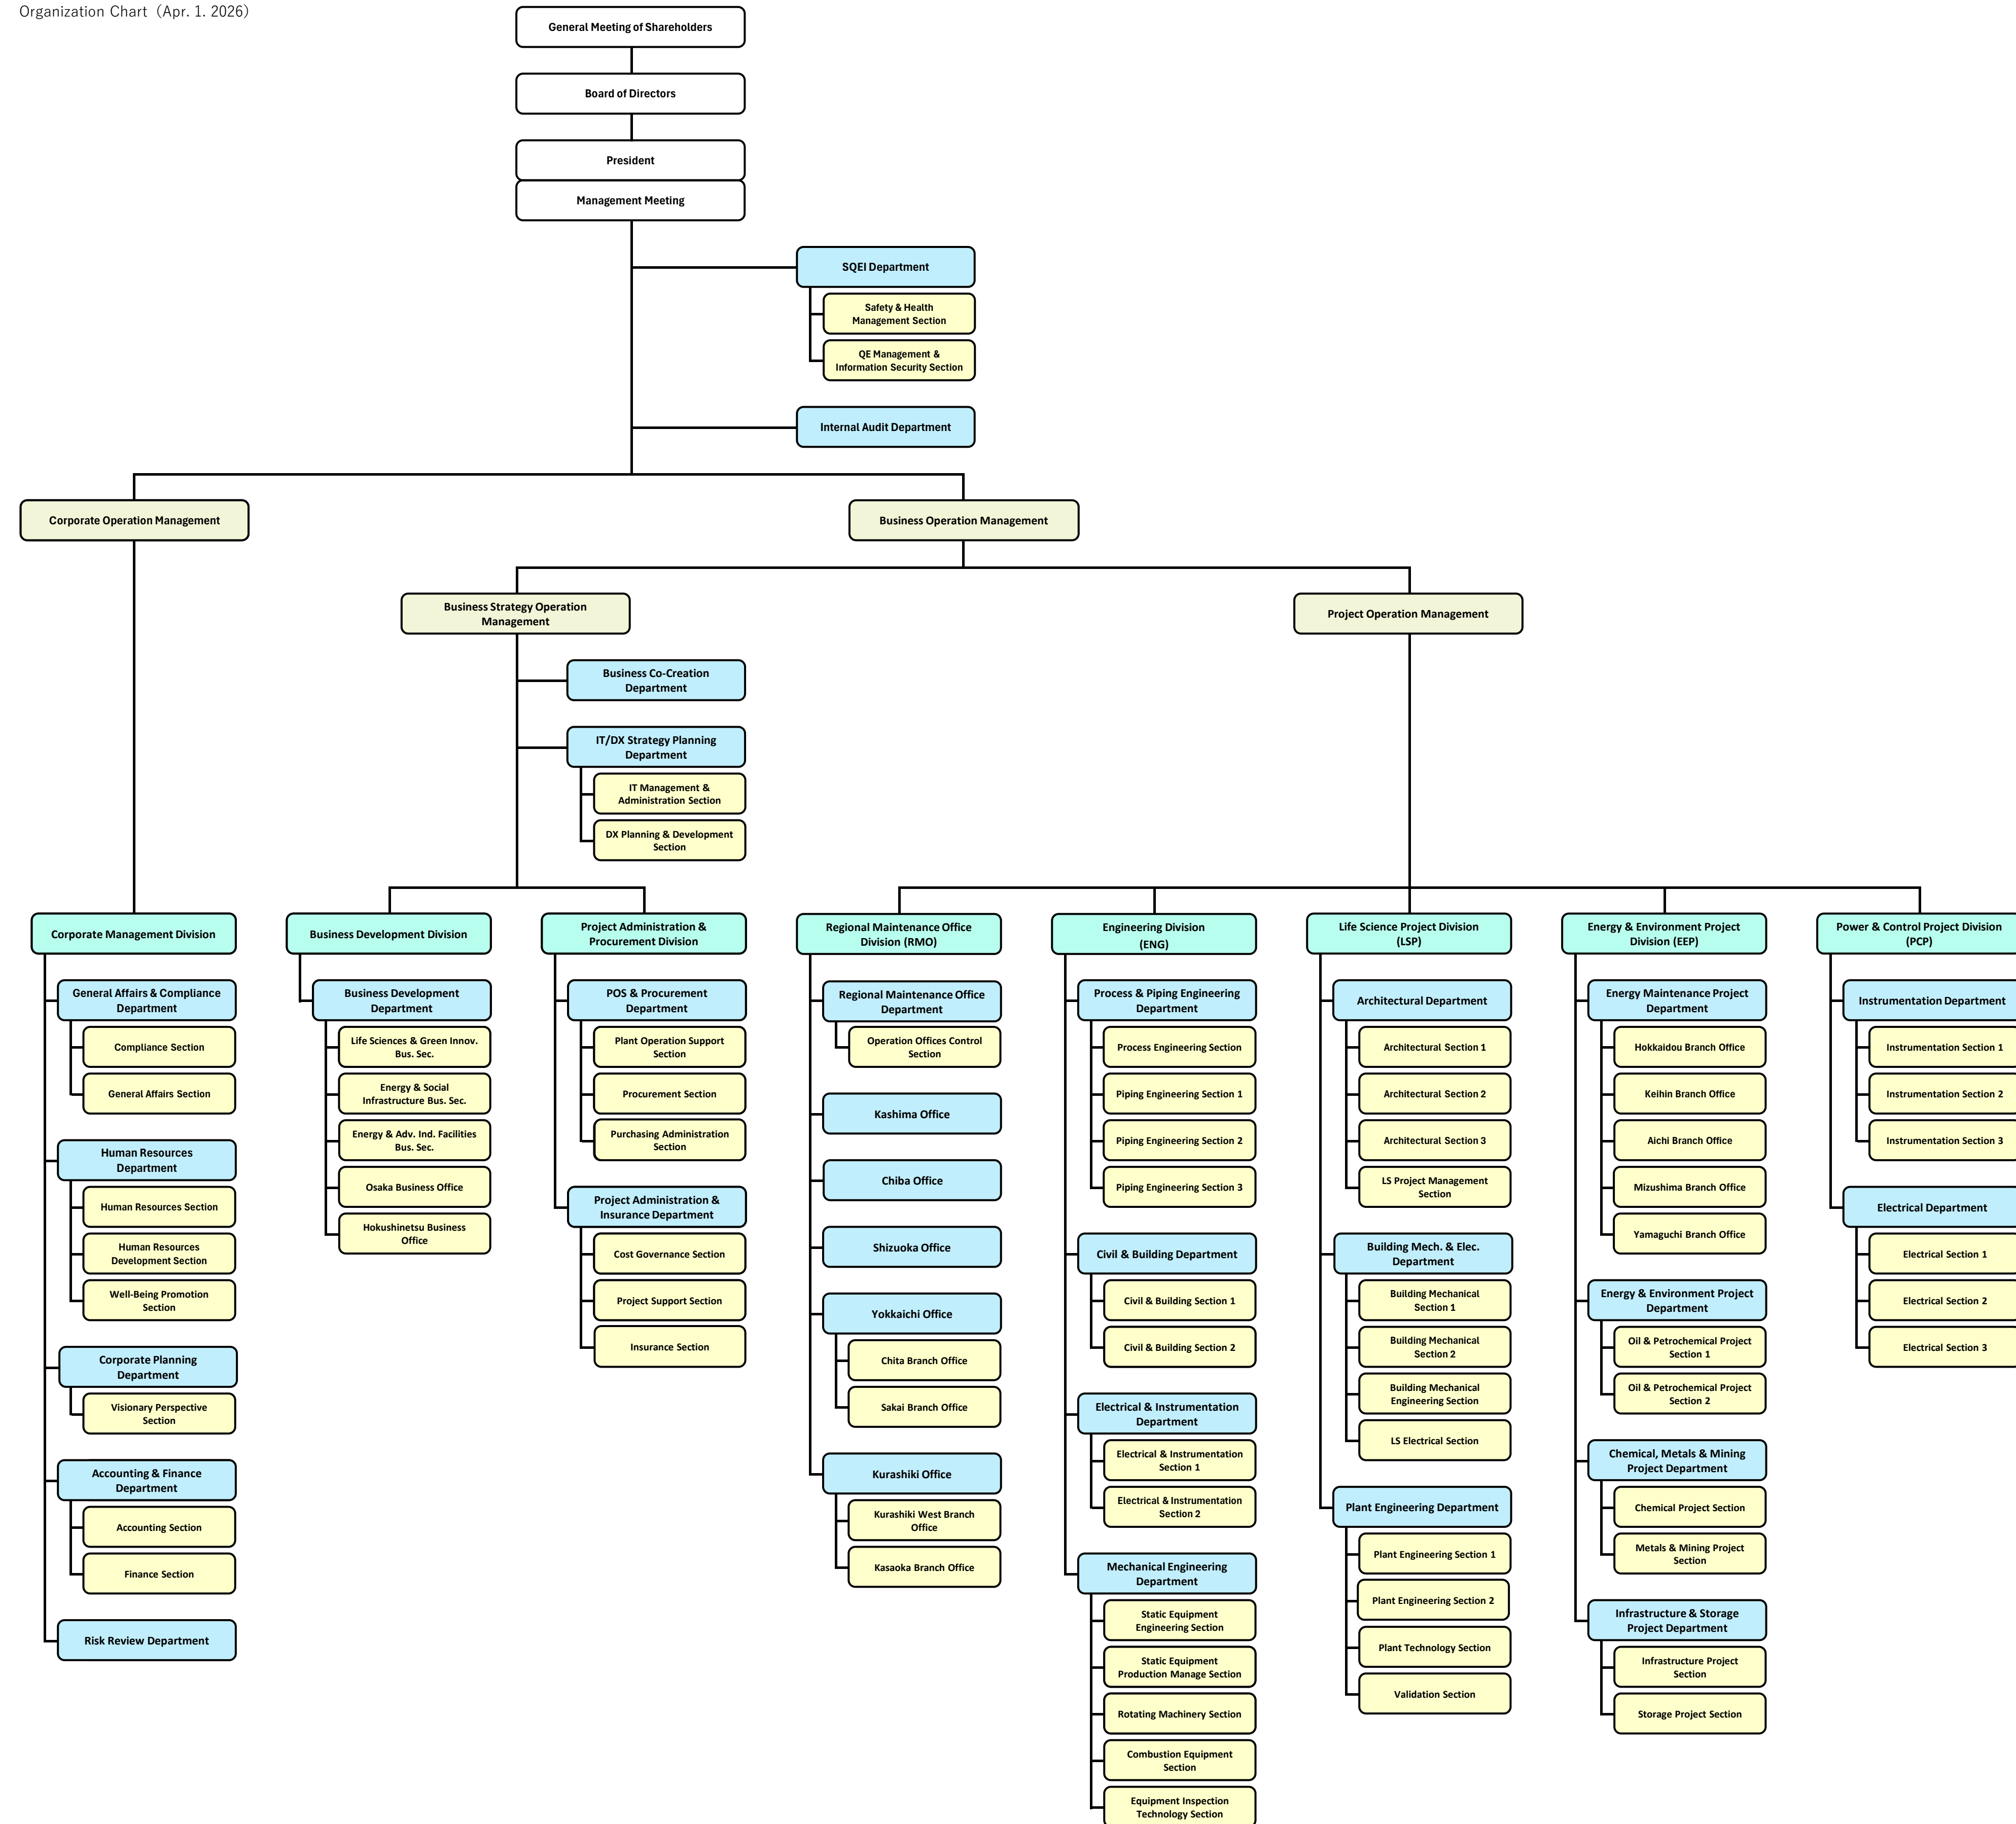 Organization Chart (Apr. 1. 2026)
General Meeting of Shareholders
Board of Directors
President
Management Meeting
SQEI Department
Safety & Health
Management Section
QE Management &
Information Security Section
Internal Audit Department
Corporate Operation Management
Business Operation Management
Business Strategy Operation
Management
Project Operation Management
Business Co-Creation
Department
IT/DX Strategy Planning
Department
IT Management &
Administration Section
DX Planning & Development
Section
Corporate Management Division
General Affairs & Compliance
Department
Compliance Section
General Affairs Section
Human Resources
Department
Human Resources Section
Human Resources
Development Section
Well-Being Promotion
Section
Corporate Planning
Department
Visionary Perspective
Section
Accounting & Finance
Department
Accounting Section
Finance Section
Risk Review Department
Business Development Division
Business Development
Department
Life Sciences & Green Innov.
Bus. Sec.
Energy & Social
Infrastructure Bus. Sec.
Energy & Adv. Ind. Facilities
Bus. Sec.
Osaka Business Office
Hokushinetsu Business
Office
Project Administration &
Procurement Division
POS & Procurement
Department
Plant Operation Support
Section
Procurement Section
Purchasing Administration
Section
Project Administration &
Insurance Department
Cost Governance Section
Project Support Section
Insurance Section
Regional Maintenance Office
Division (RMO)
Regional Maintenance Office
Department
Operation Offices Control
Section
Kashima Office
Chiba Office
Shizuoka Office
Yokkaichi Office
Chita Branch Office
Sakai Branch Office
Kurashiki Office
Kurashiki West Branch
Office
Kasaoka Branch Office
Engineering Division
(ENG)
Process & Piping Engineering
Department
Process Engineering Section
Piping Engineering Section 1
Piping Engineering Section 2
Piping Engineering Section 3
Civil & Building Department
Civil & Building Section 1
Civil & Building Section 2
Electrical & Instrumentation
Department
Electrical & Instrumentation
Section 1
Electrical & Instrumentation
Section 2
Mechanical Engineering
Department
Static Equipment
Engineering Section
Static Equipment
Production Manage Section
Rotating Machinery Section
Combustion Equipment
Section
Equipment Inspection
Technology Section
Life Science Project Division
(LSP)
Architectural Department
Architectural Section 1
Architectural Section 2
Architectural Section 3
LS Project Management
Section
Building Mech. & Elec.
Department
Building Mechanical
Section 1
Building Mechanical
Section 2
Building Mechanical
Engineering Section
LS Electrical Section
Plant Engineering Department
Plant Engineering Section 1
Plant Engineering Section 2
Plant Technology Section
Validation Section
Energy & Environment Project
Division (EEP)
Energy Maintenance Project
Department
Hokkaidou Branch Office
Keihin Branch Office
Aichi Branch Office
Mizushima Branch Office
Yamaguchi Branch Office
Energy & Environment Project
Department
Oil & Petrochemical Project
Section 1
Oil & Petrochemical Project
Section 2
Chemical, Metals & Mining
Project Department
Chemical Project Section
Metals & Mining Project
Section
Infrastructure & Storage
Project Department
Infrastructure Project
Section
Storage Project Section
Power & Control Project Division
(PCP)
Instrumentation Department
Instrumentation Section 1
Instrumentation Section 2
Instrumentation Section 3
Electrical Department
Electrical Section 1
Electrical Section 2
Electrical Section 3